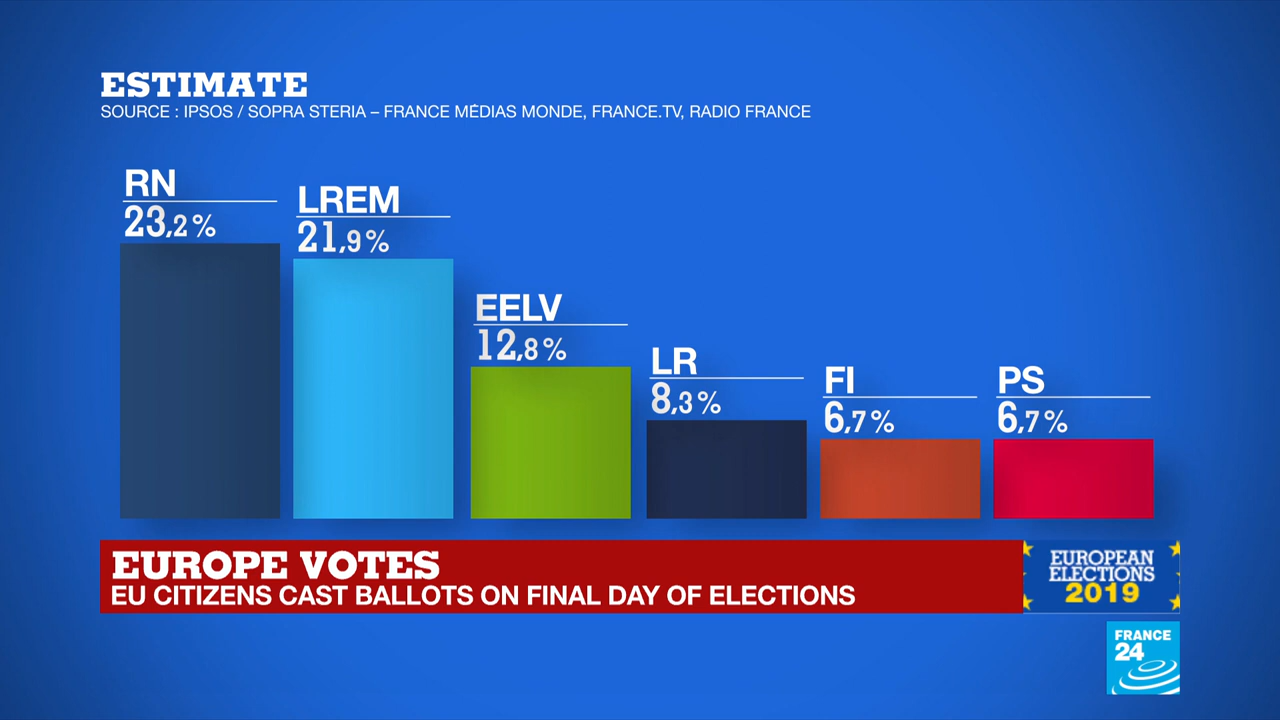 ESTIMATE
SOURCE : IPSOS / SOPRA STERIA – FRANCE MÉDIAS MONDE, FRANCE.TV, RADIO FRANCE
RN
23,2%
LREM
21,9%
EELV
12,8%
LR
8,3%
FI
6,7%
PS
6,7%
EUROPE VOTES
EU CITIZENS CAST BALLOTS ON FINAL DAY OF ELECTIONS
EUROPEAN
ELECTIONS
2019
FRANCE
24